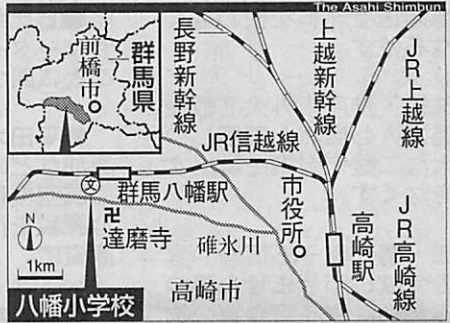 The Asahi Shimbun
群馬県
前橋市
長野新幹線
上越新幹線
JR上越線
JR信越線
群馬八幡駅
文
卍
達磨寺
市役所
高崎駅
JR高崎線
碓氷川
高崎市
N
1km
八幡小学校